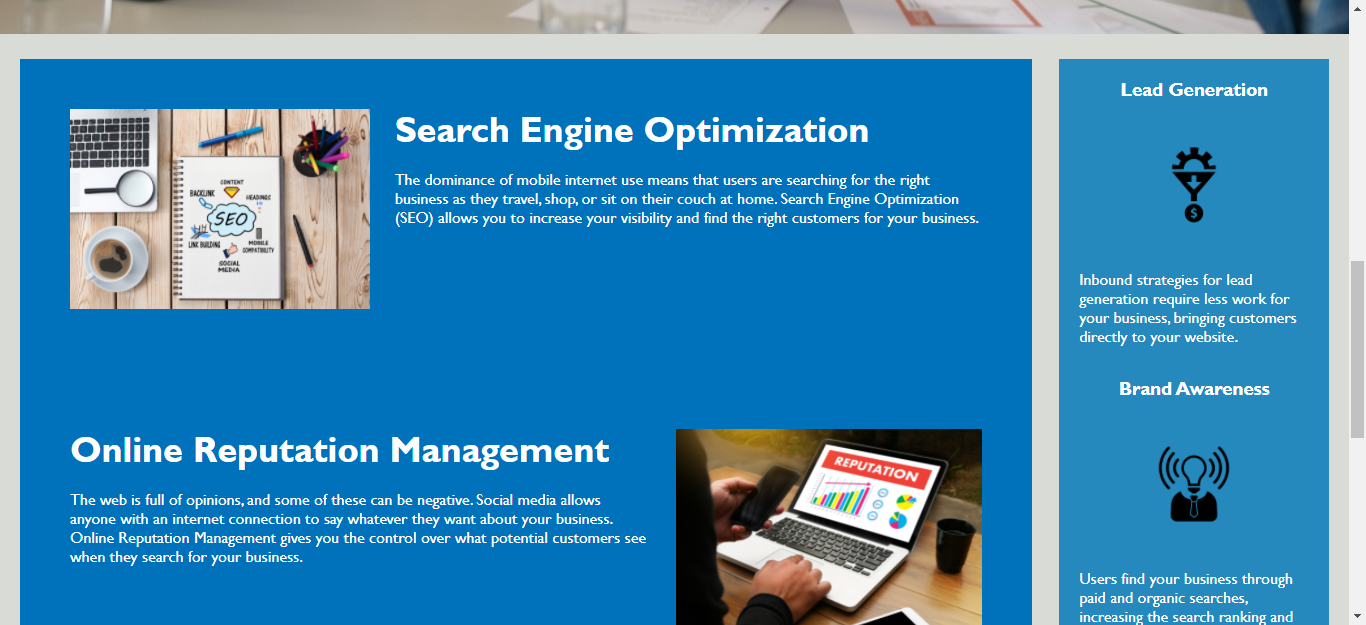 Search Engine Optimization
The dominance of mobile internet use means that users are searching for the right
business as they travel, shop, or sit on their couch at home. Search Engine Optimization
(SEO) allows you to increase your visibility and find the right customers for your business.
CONTENT
BACKLINK
HEADINGS
SEO
LINK BUILDING
MOBILE
COMPATIBILITY
SOCIAL
MEDIA
Online Reputation Management
The web is full of opinions, and some of these can be negative. Social media allows
anyone with an internet connection to say whatever they want about your business.
Online Reputation Management gives you the control over what potential customers see
when they search for your business.
REPUTATION
Lead Generation
$
Inbound strategies for lead
generation require less work for
your business, bringing customers
directly to your website.
Brand Awareness
Users find your business through
paid and organic searches,
increasing the search ranking and